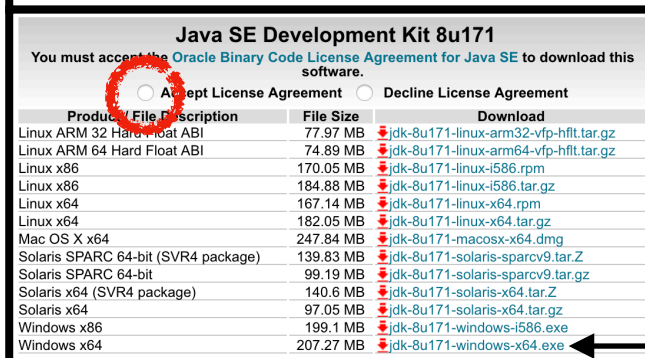 Java SE Development Kit 8u171
You must accept the Oracle Binary Code License Agreement for Java SE to download this
software.
Accept License Agreement Decline License Agreement
Product / File Description File Size Download
Linux ARM 32 Hard Float ABI 77.97 MB jdk-8u171-linux-arm32-vfp-hflt.tar.gz
Linux ARM 64 Hard Float ABI 74.89 MB jdk-8u171-linux-arm64-vfp-hflt.tar.gz
Linux x86 170.05 MB jdk-8u171-linux-i586.rpm
Linux x86 184.88 MB jdk-8u171-linux-i586.tar.gz
Linux x64 167.14 MB jdk-8u171-linux-x64.rpm
Linux x64 182.05 MB jdk-8u171-linux-x64.tar.gz
Mac OS X x64 247.84 MB jdk-8u171-macosx-x64.dmg
Solaris SPARC 64-bit (SVR4 package) 139.83 MB jdk-8u171-solaris-sparcv9.tar.Z
Solaris SPARC 64-bit 99.19 MB jdk-8u171-solaris-sparcv9.tar.gz
Solaris x64 (SVR4 package) 140.6 MB jdk-8u171-solaris-x64.tar.Z
Solaris x64 97.05 MB jdk-8u171-solaris-x64.tar.gz
Windows x86 199.1 MB jdk-8u171-windows-i586.exe
Windows x64 207.27 MB jdk-8u171-windows-x64.exe